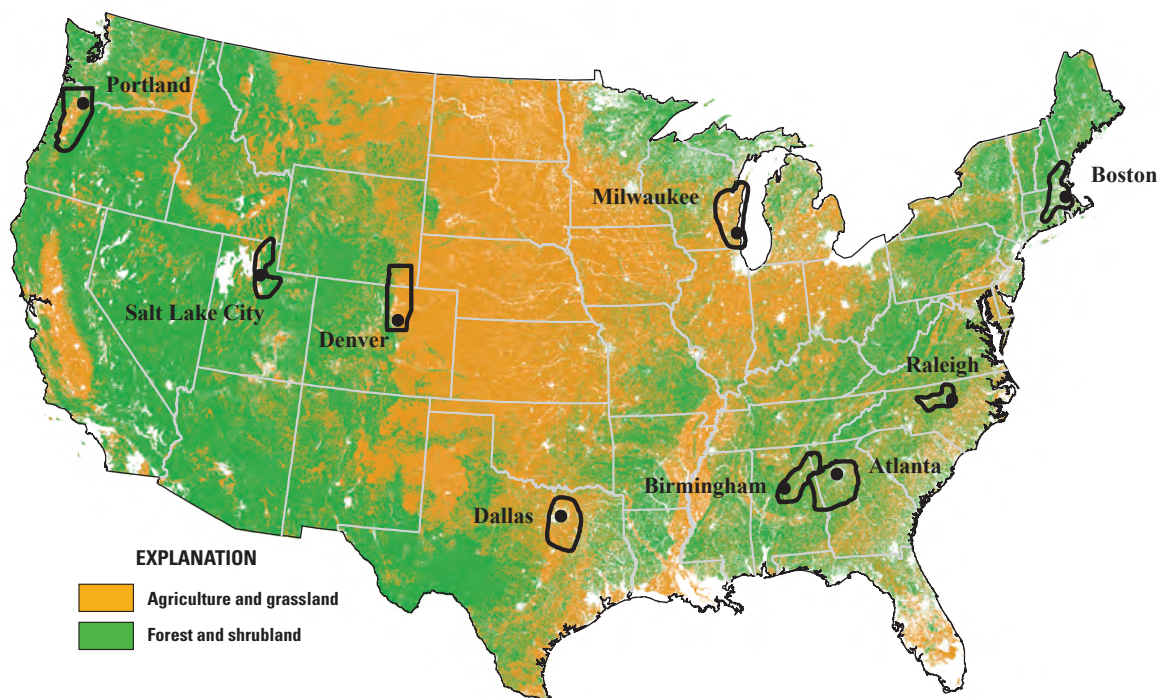 Portland
Boston
Milwaukee
Salt Lake City
Denver
Raleigh
Atlanta
Birmingham
Dallas
EXPLANATION
Agriculture and grassland
Forest and shrubland